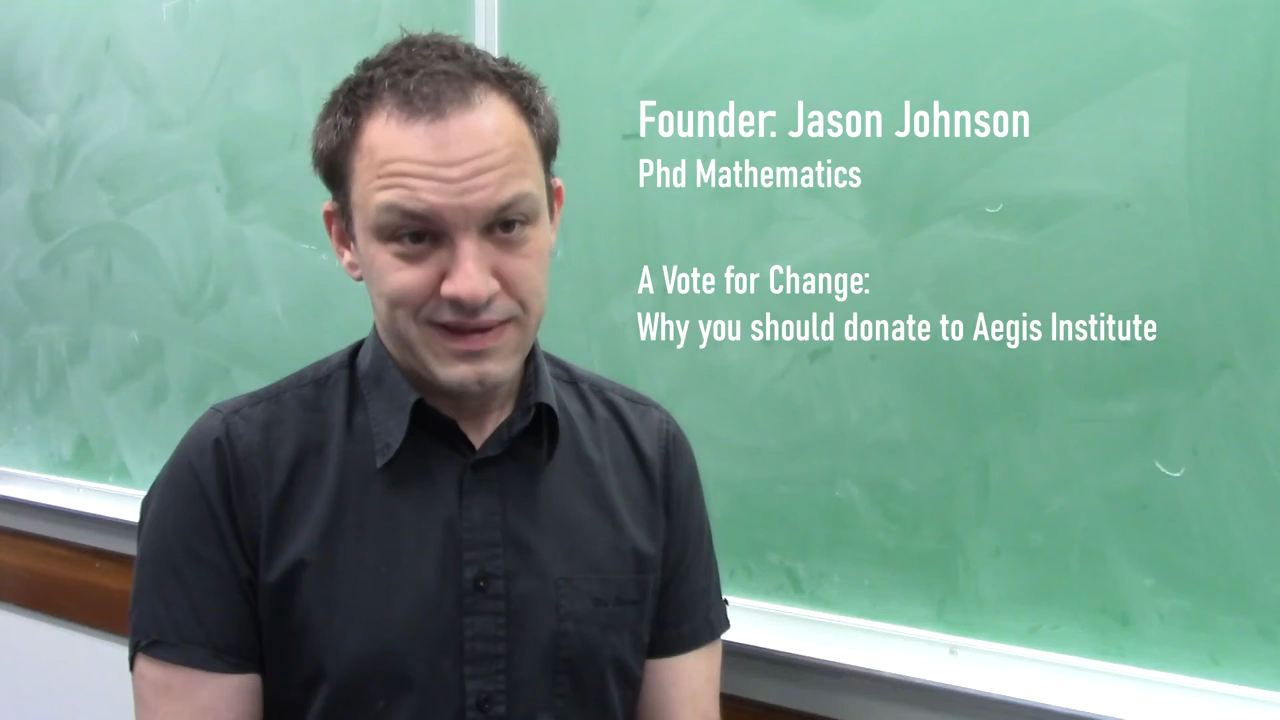 Founder: Jason Johnson
Phd Mathematics
A Vote for Change:
Why you should donate to Aegis Institute